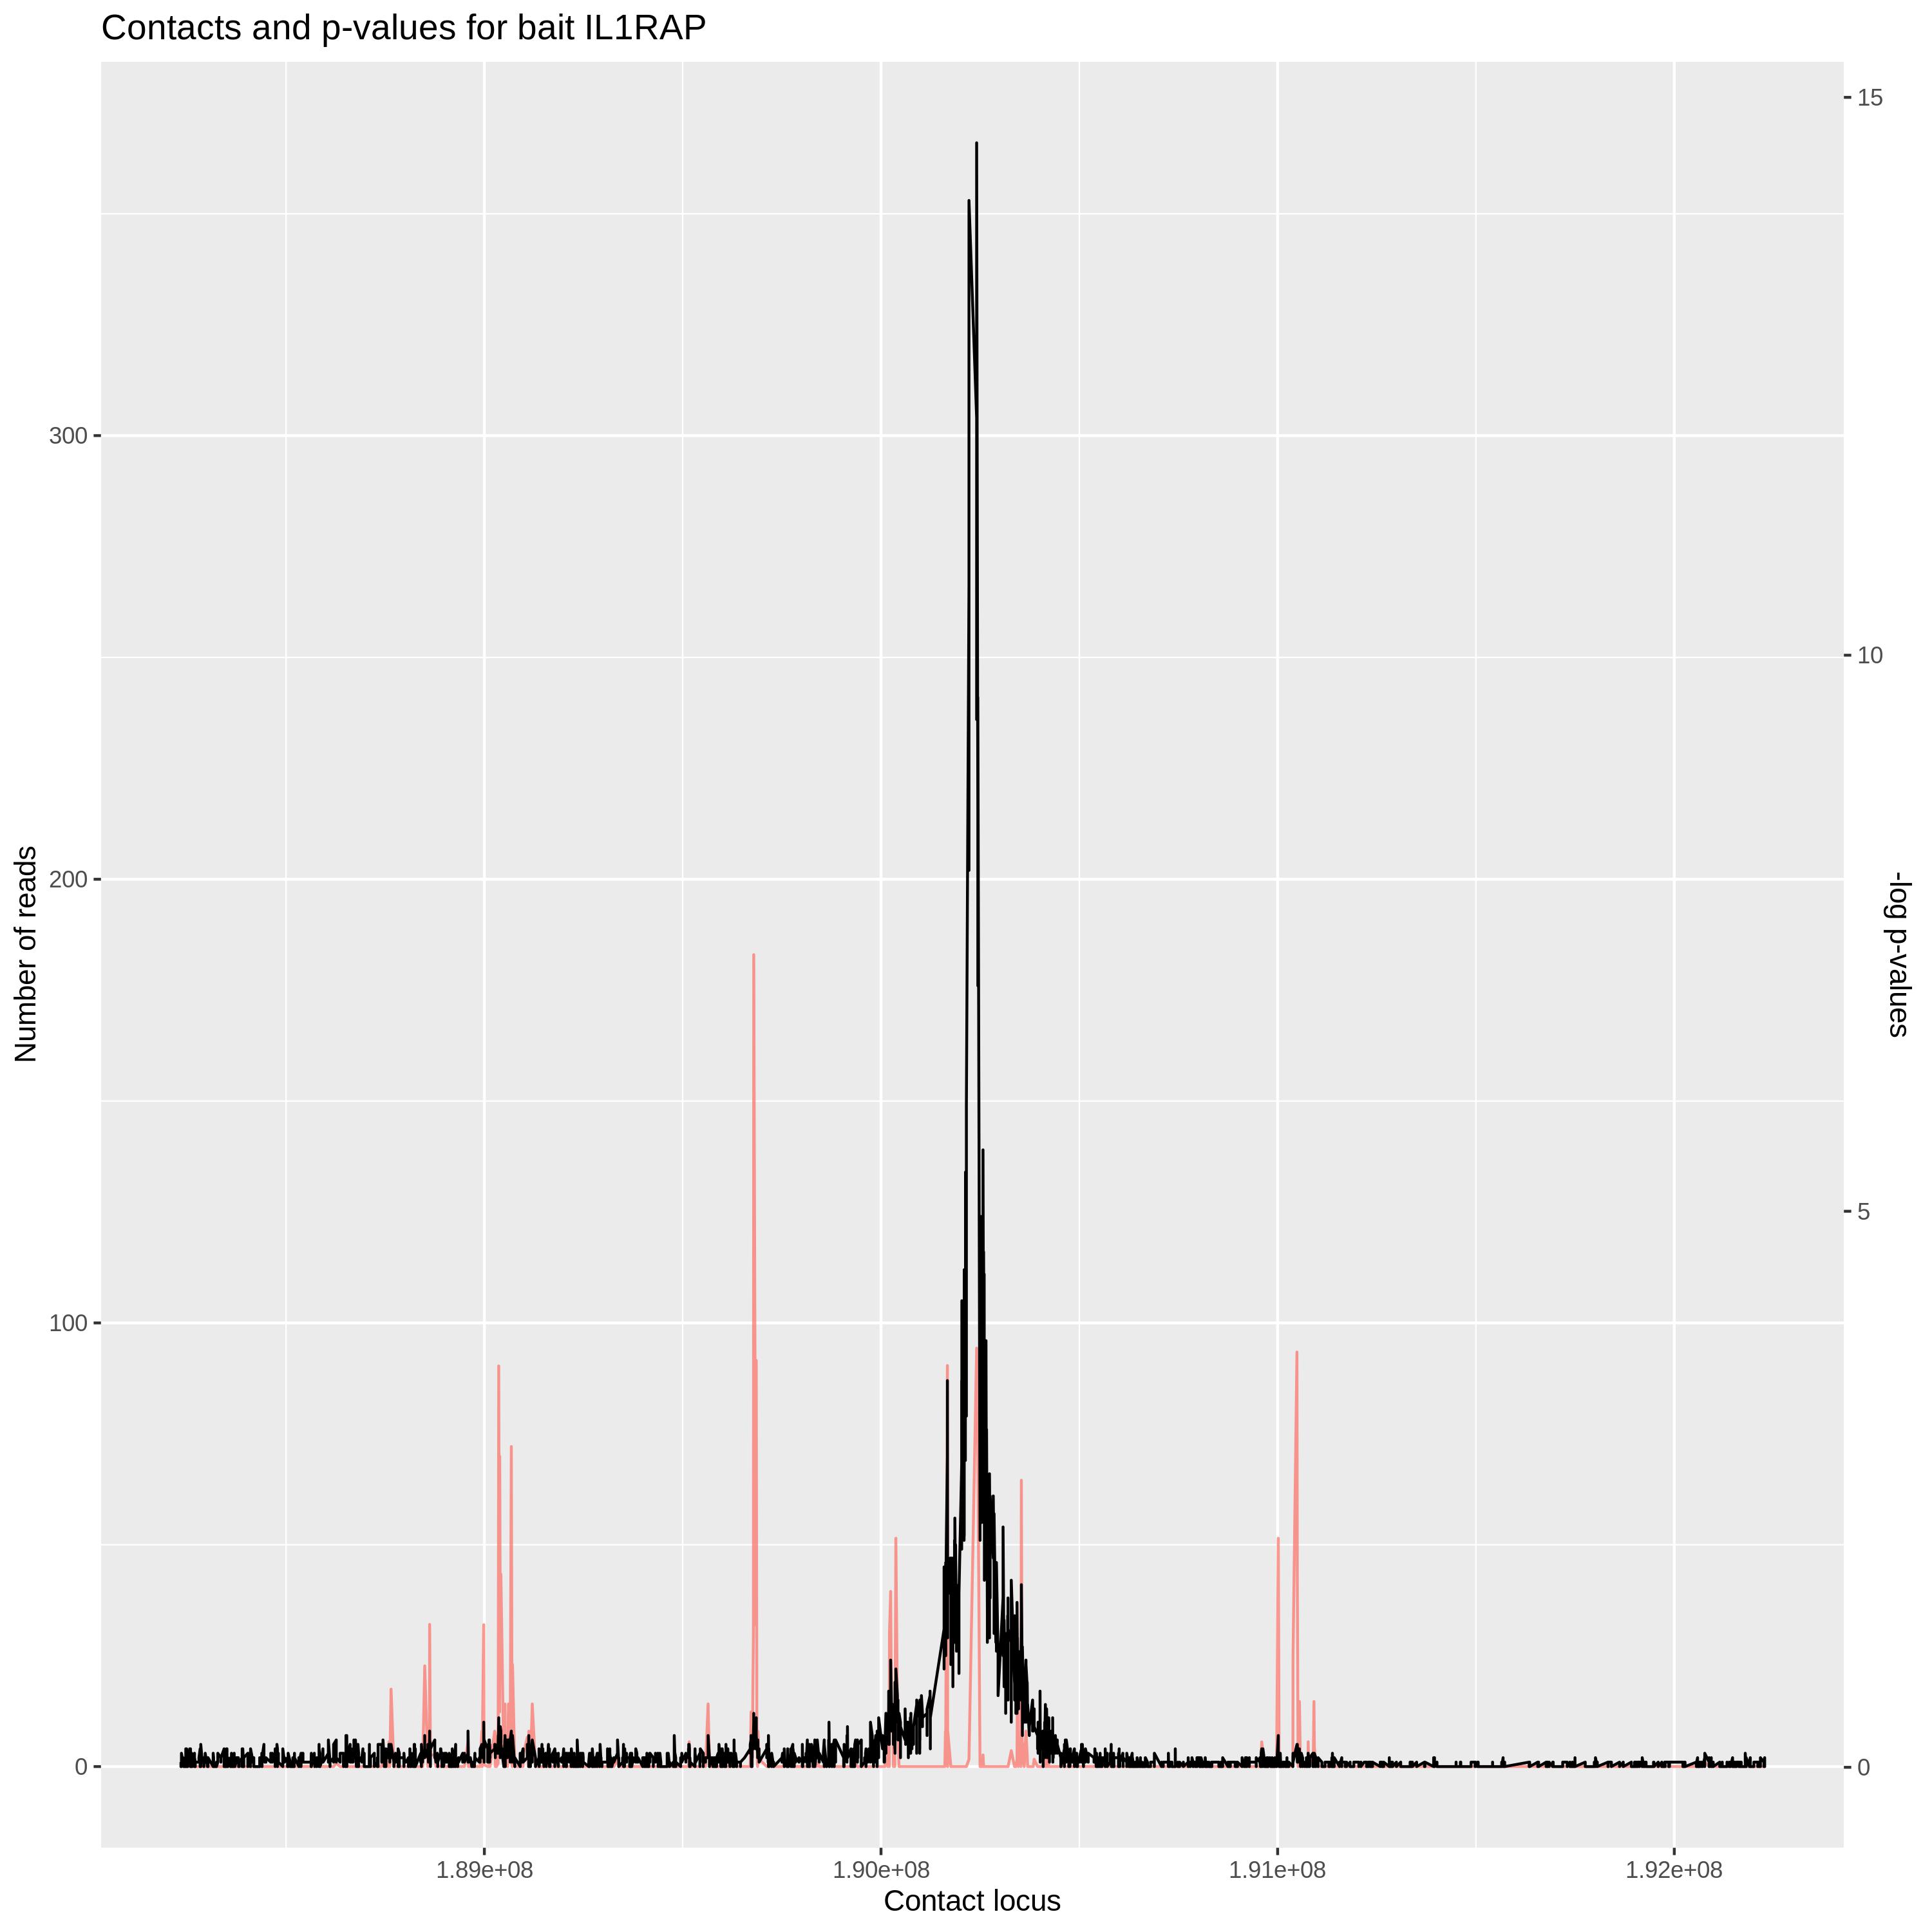 Contacts and p-values for bait IL1RAP
15
300
10
200
Number of reads
-log p-values
5
100
0
0
1.89e+08
1.90e+08
1.91e+08
1.92e+08
Contact locus